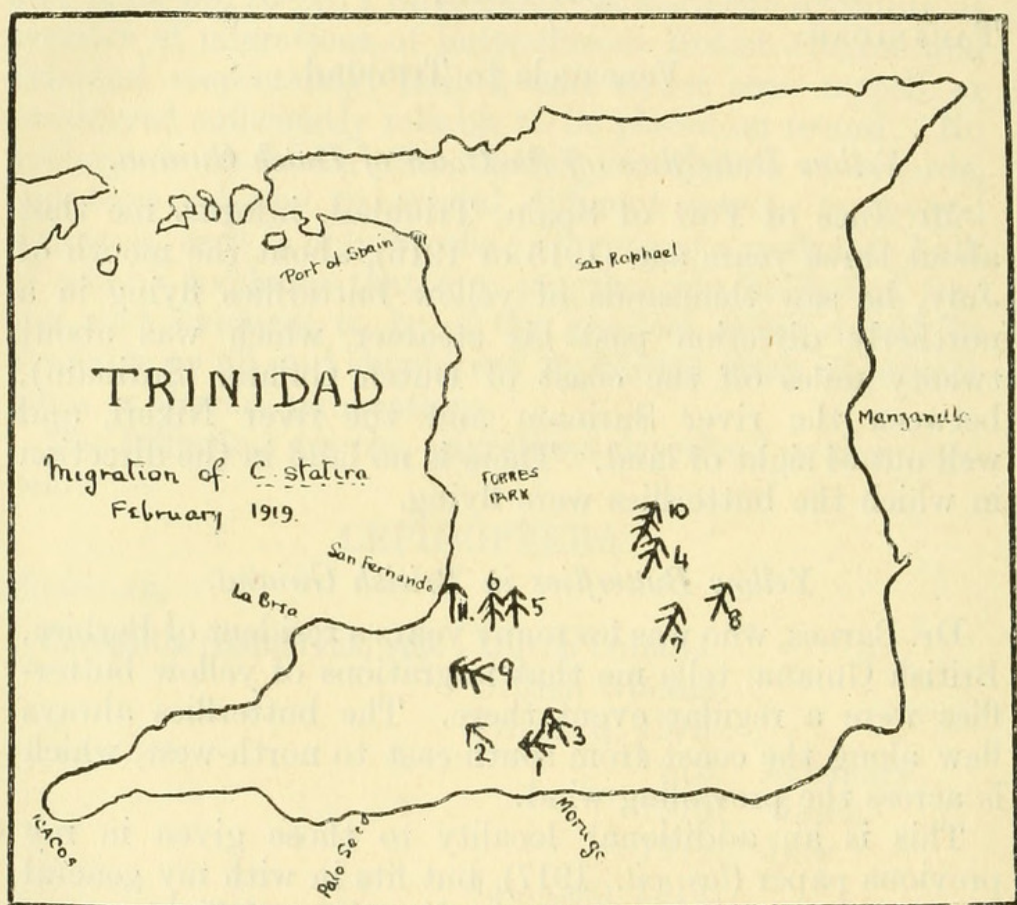 Port of Spain
San Raphael
TRINIDAD
Manzanilla
Migration of C. statira
February 1919.
TORRES
PARK
10
San Fernando
4
La Brea
6
11.
5
8
7
9
2
1
3
Icacos
Palo Seco
Moruga